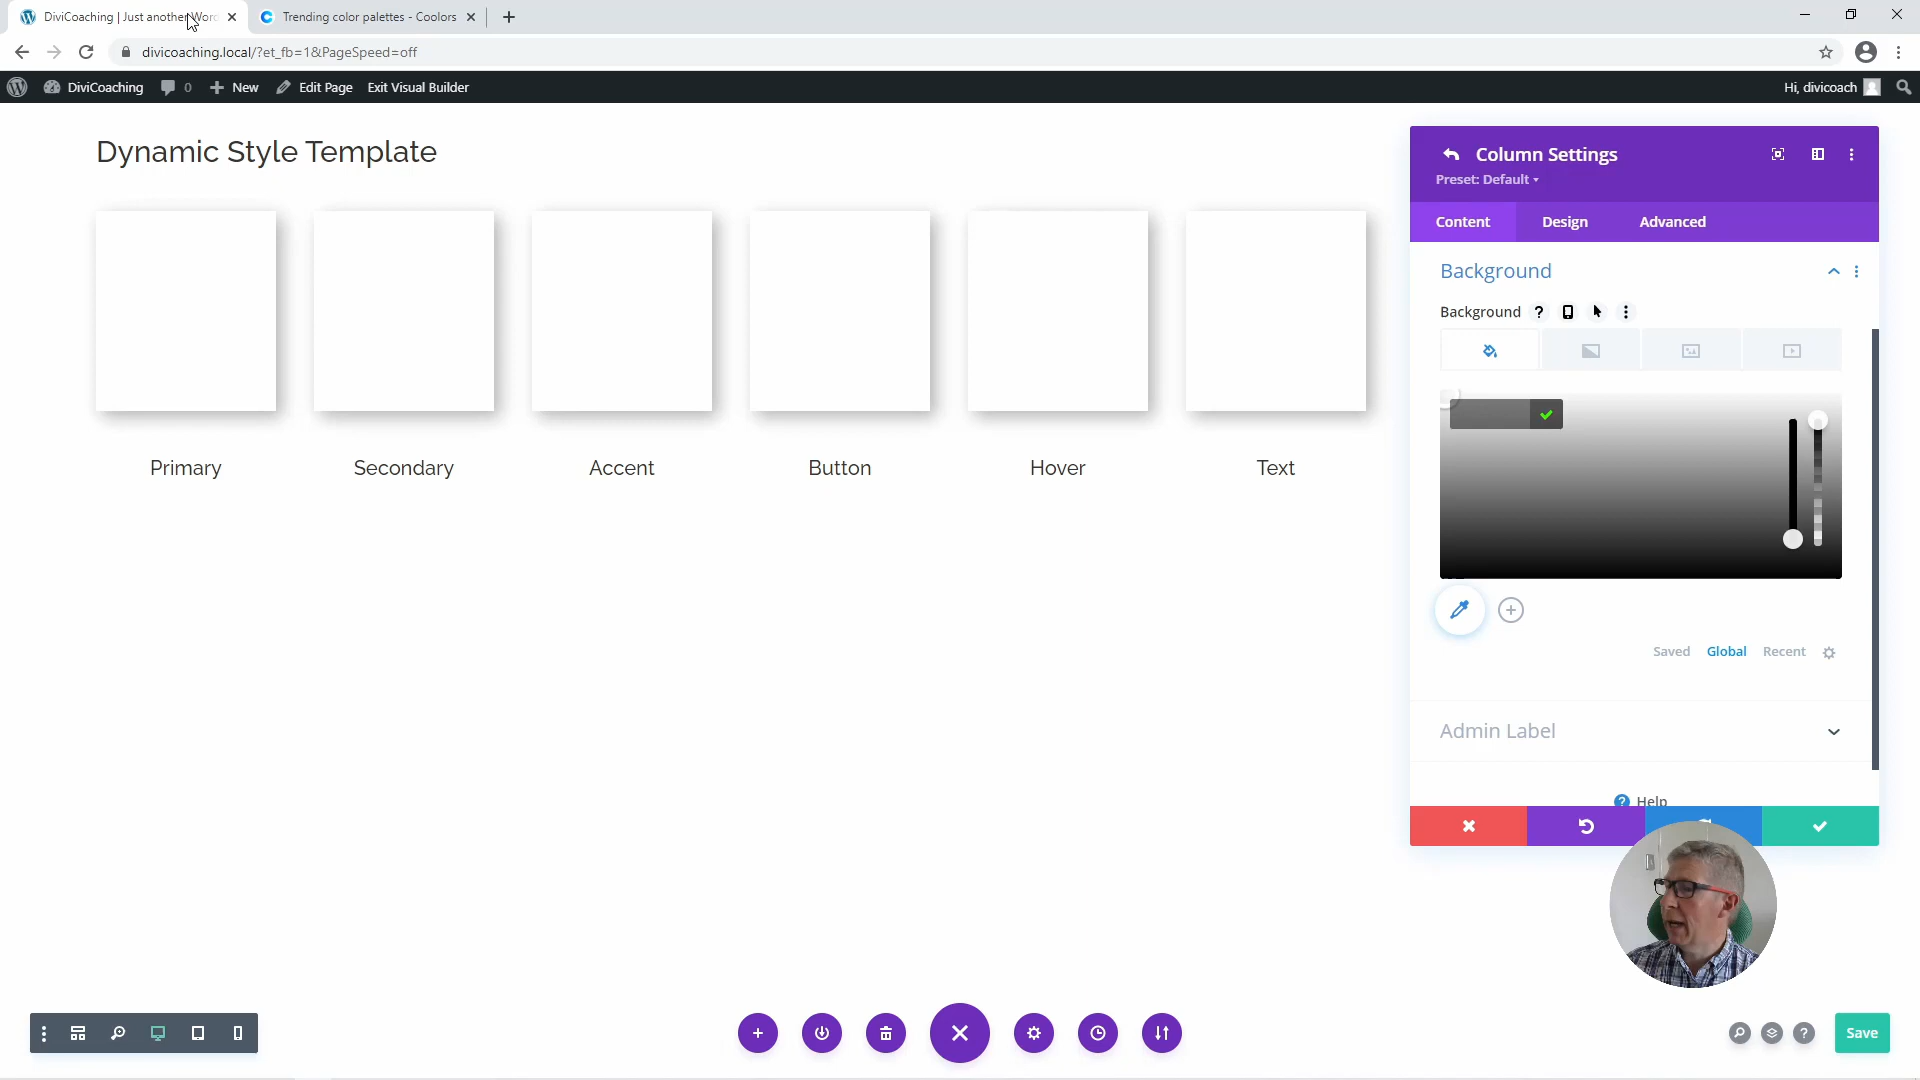 DiviCoaching | Just another Wor
Trending color palettes - Coolors
divicoaching.local/?et_fb=1&PageSpeed=off
DiviCoaching
0
New
Edit Page
Exit Visual Builder
Hi, divicoach
Dynamic Style Template
Primary
Secondary
Accent
Button
Hover
Text
Column Settings
Preset: Default
Content
Design
Advanced
Background
Background
?
Saved
Global
Recent
Admin Label
? Help
?
Save